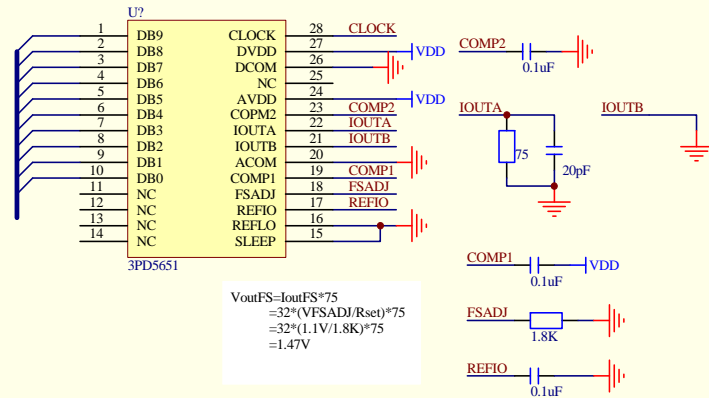 U?
1 DB9 CLOCK 28 CLOCK
2 DB8 DVDD 27 VDD
3 DB7 DCOM 26
4 DB6 NC 25
5 DB5 AVDD 24 VDD
6 DB4 COPM2 23 COMP2
7 DB3 IOUTA 22 IOUTA
8 DB2 IOUTB 21 IOUTB
9 DB1 ACOM 20
10 DB0 COMP1 19 COMP1
11 NC FSADJ 18 FSADJ
12 NC REFIO 17 REFIO
13 NC REFLO 16
14 NC SLEEP 15
3PD5651
COMP2
0.1uF
IOUTA
75
20pF
IOUTB
COMP1
0.1uF
VDD
FSADJ
1.8K
REFIO
0.1uF
VoutFS=IoutFS*75
=32*(VFSADJ/Rset)*75
=32*(1.1V/1.8K)*75
=1.47V